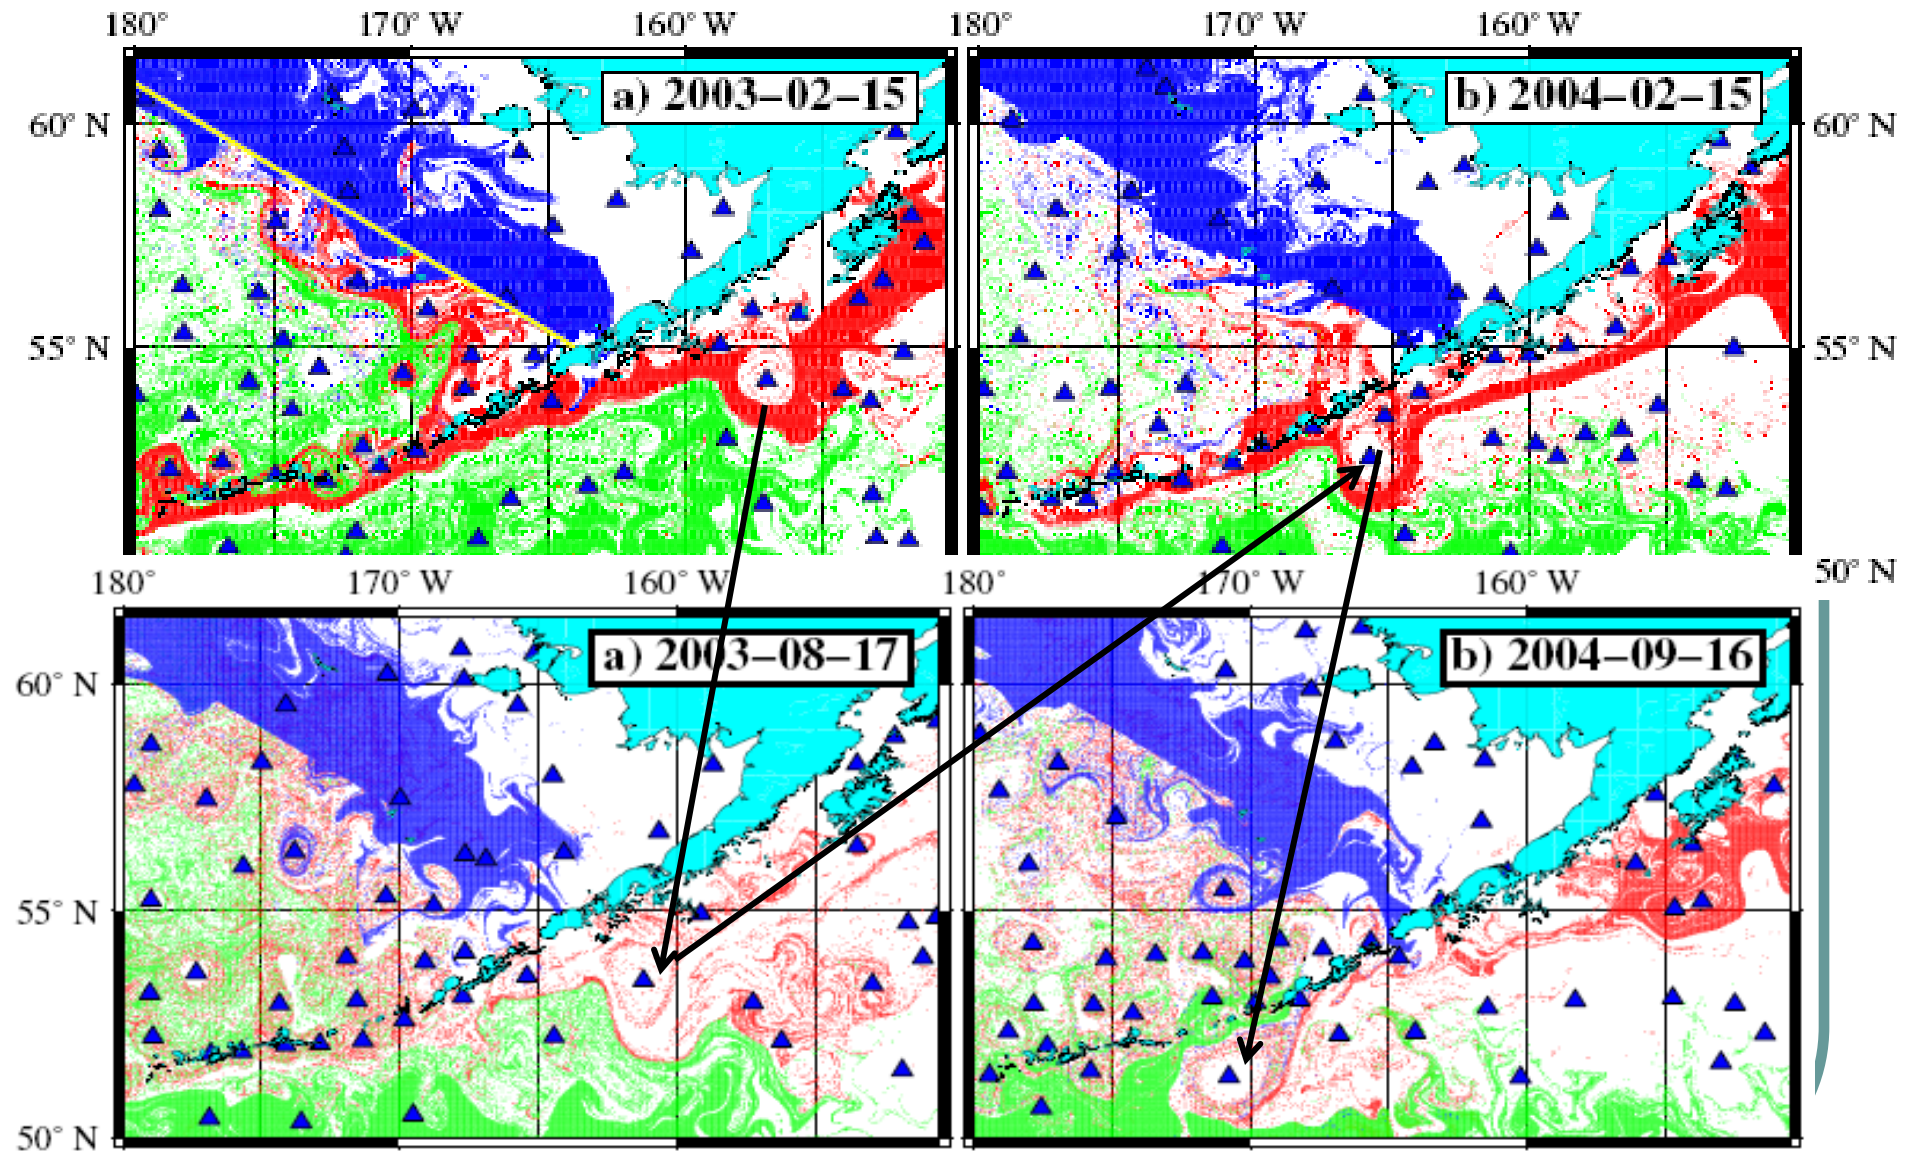 180° 170° W 160° W 180° 170° W 160° W
a) 2003−02−15 b) 2004−02−15
60° N 60° N
55° N 55° N
50° N
180° 170° W 160° W 180° 170° W 160° W
a) 2003−08−17 b) 2004−09−16
60° N
55° N
50° N